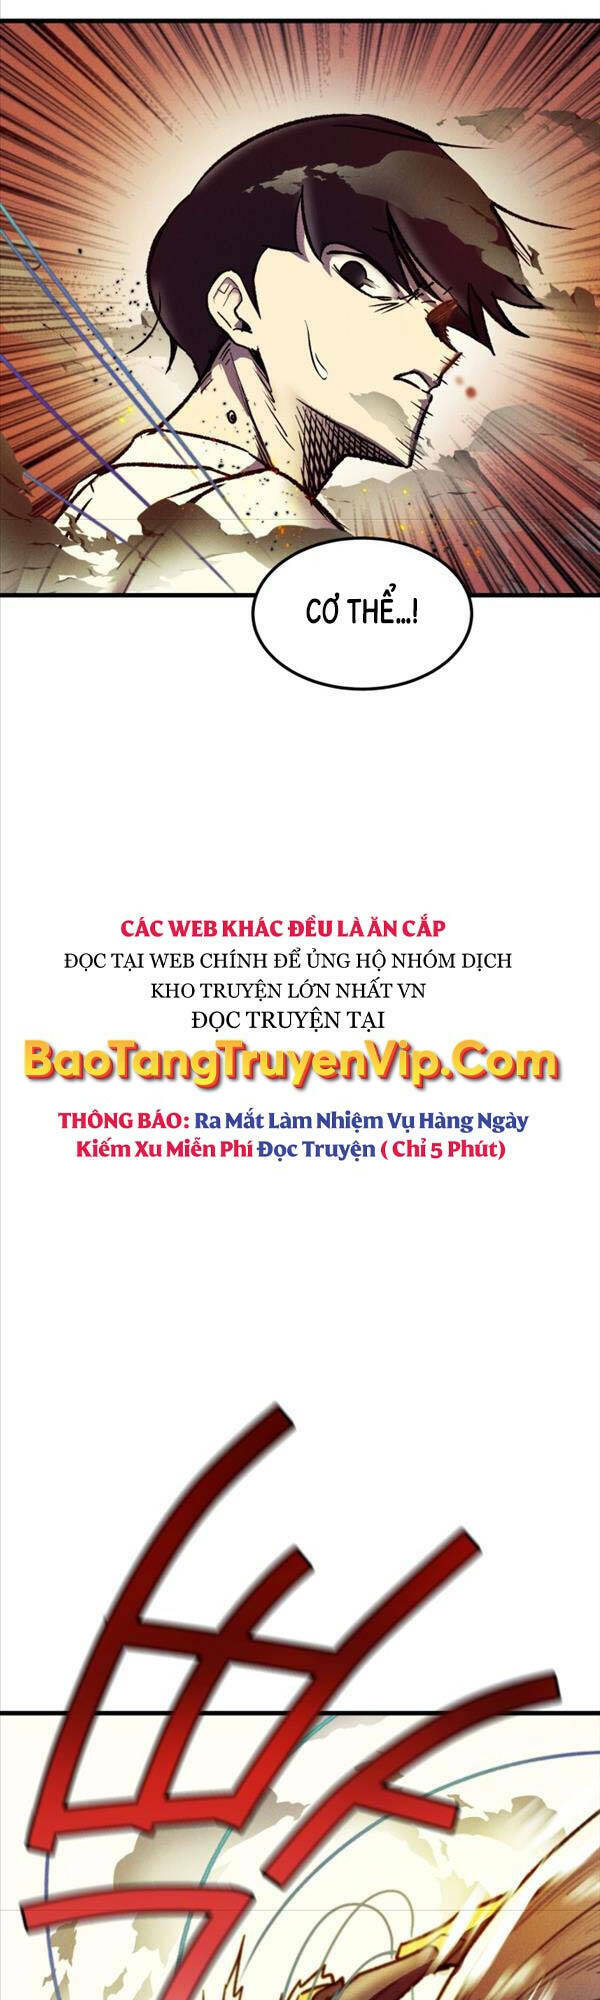 CƠ THỂ...!
CÁC WEB KHÁC ĐỀU LÀ ĂN CẮP
ĐỌC TẠI WEB CHÍNH ĐỂ ỦNG HỘ NHÓM DỊCH
KHO TRUYỆN LỚN NHẤT VN
ĐỌC TRUYỆN TẠI
BaoTangTruyenVip.Com
THÔNG BÁO: Ra Mắt Làm Nhiệm Vụ Hàng Ngày
Kiếm Xu Miễn Phí Đọc Truyện ( Chỉ 5 Phút)